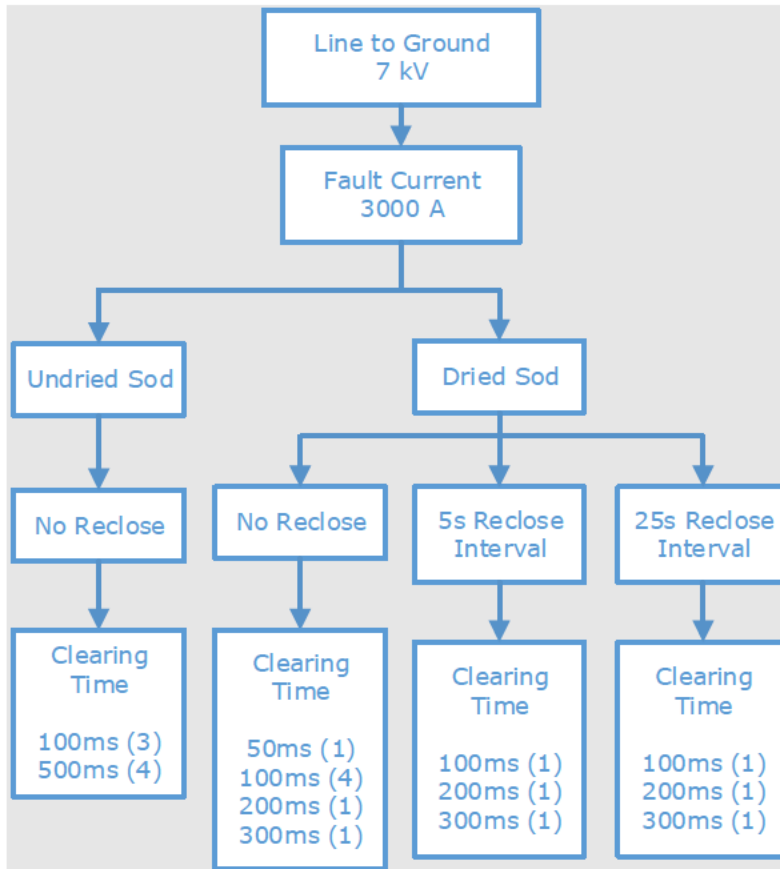 Line to Ground
7 kV
Fault Current
3000 A
Undried Sod
Dried Sod
No Reclose
No Reclose
5s Reclose
Interval
25s Reclose
Interval
Clearing
Time
100ms (3)
500ms (4)
Clearing
Time
50ms (1)
100ms (4)
200ms (1)
300ms (1)
Clearing
Time
100ms (1)
200ms (1)
300ms (1)
Clearing
Time
100ms (1)
200ms (1)
300ms (1)